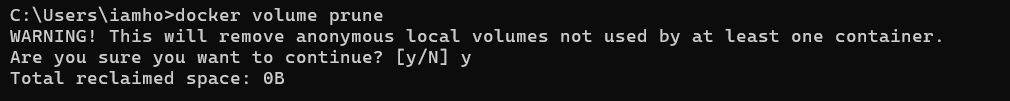 C:\Users\iamho>docker volume prune
WARNING! This will remove anonymous local volumes not used by at least one container.
Are you sure you want to continue? [y/N] y
Total reclaimed space: 0B